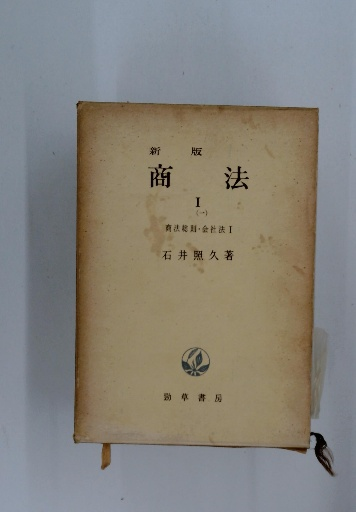 新版
商法
I
(一)
商法総則・会社法I
石井照久著
勁草書房